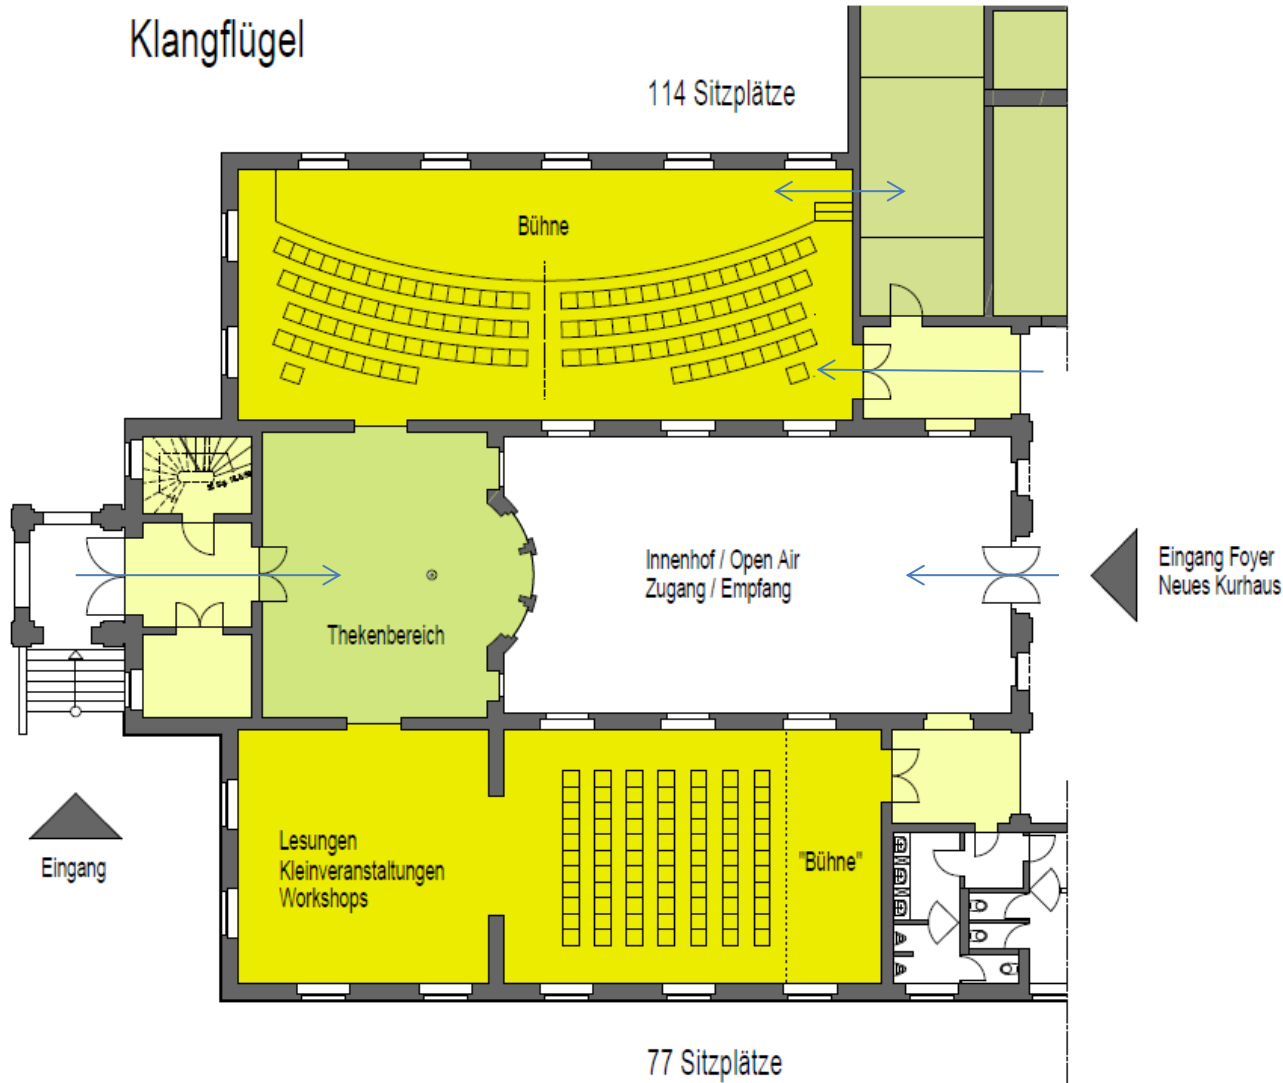 Klangflügel
114 Sitzplätze
Bühne
Innenhof / Open Air
Zugang / Empfang
Eingang Foyer
Neues Kurhaus
Thekenbereich
Eingang
Lesungen
Kleinveranstaltungen
Workshops
"Bühne"
77 Sitzplätze